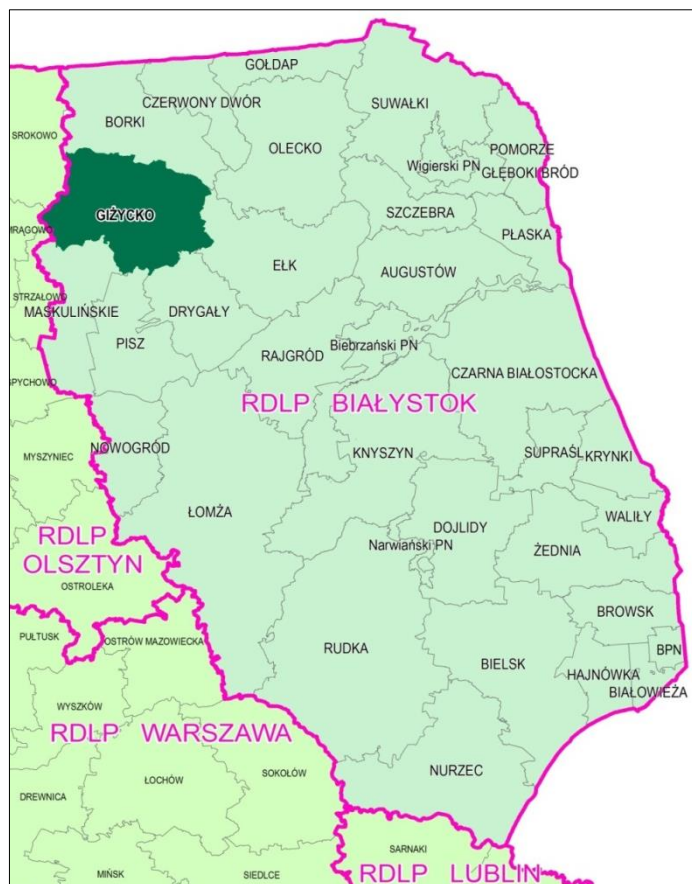 GOŁDAP
CZERWONY DWÓR
SUWAŁKI
BORKI
SROKOWO
OLECKO
POMORZE
Wigierski PN
GŁĘBOKI BRÓD
GIŻYCKO
SZCZEBRA
PŁASKA
EŁK
AUGUSTÓW
STRZAŁOWO
MASKULIŃSKIE
DRYGAŁY
PISZ
RAJGRÓD
Biebrzański PN
CZARNA BIAŁOSTOCKA
RDLP BIAŁYSTOK
NOWOGRÓD
MYSZYNIEC
KNYSZYN
SUPRAŚL
KRYNKI
ŁOMŻA
WALIŁY
RDLP
OLSZTYN
DOJLIDY
Narwiański PN
ŻEDNIA
OSTROLEKA
BROWSK
PUŁTUSK
OSTRÓW MAZOWIECKA
RUDKA
BIELSK
BPN
HAJNÓWKA
BIAŁOWIEŻA
WYSZKÓW
RDLP WARSZAWA
ŁOCHÓW
SOKOŁÓW
NURZEC
DREWNICA
SARNAKI
MIŃSK
SIEDLCE
RDLP LUBLIN